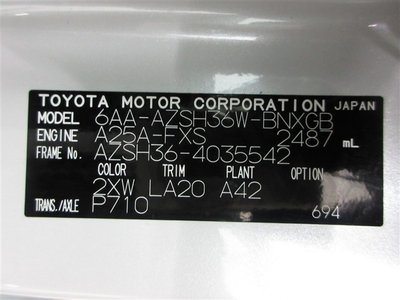 TOYOTA MOTOR CORPORATION JAPAN
MODEL 6AA-AZSH36W-BNXGB
ENGINE A25A-FXS 2487 mL
FRAME No. AZSH36-4035542
COLOR TRIM PLANT OPTION
2XW LA20 A42
TRANS./AXLE P710
694